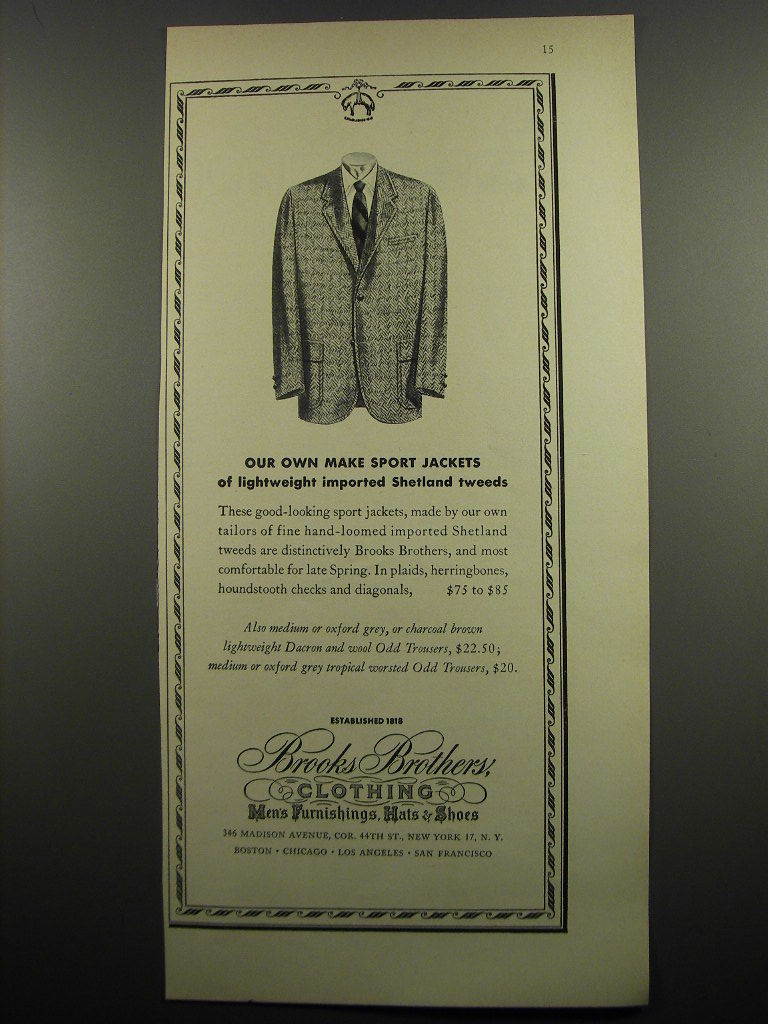 15
OUR OWN MAKE SPORT JACKETS
of lightweight imported Shetland tweeds
These good-looking sport jackets, made by our own
tailors of fine hand-loomed imported Shetland
tweeds are distinctively Brooks Brothers, and most
comfortable for late Spring. In plaids, herringbones,
houndstooth checks and diagonals, $75 to $85
Also medium or oxford grey, or charcoal brown
lightweight Dacron and wool Odd Trousers, $22.50;
medium or oxford grey tropical worsted Odd Trousers, $20.
ESTABLISHED 1818
Brooks Brothers,
CLOTHING
Men's Furnishings, Hats & Shoes
346 MADISON AVENUE, COR. 44TH ST., NEW YORK 17, N. Y.
BOSTON • CHICAGO • LOS ANGELES • SAN FRANCISCO